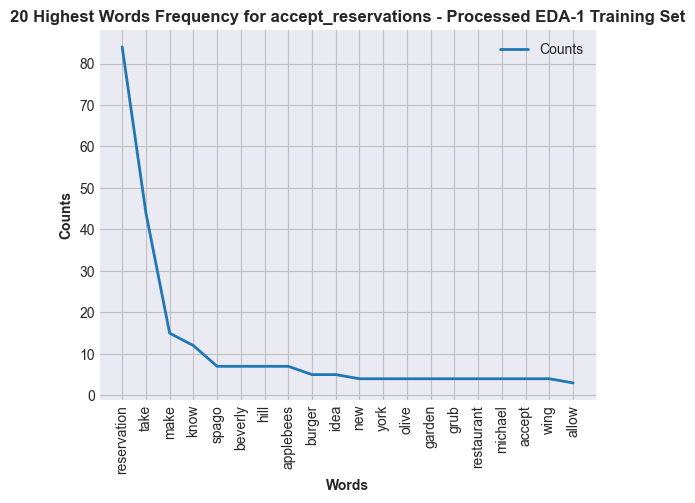 20 Highest Words Frequency for accept_reservations - Processed EDA-1 Training Set
Counts
Counts
80
70
60
50
40
30
20
10
0
reservation
take
make
know
spago
beverly
hill
applebees
burger
idea
new
york
olive
garden
grub
restaurant
michael
accept
wing
allow
Words